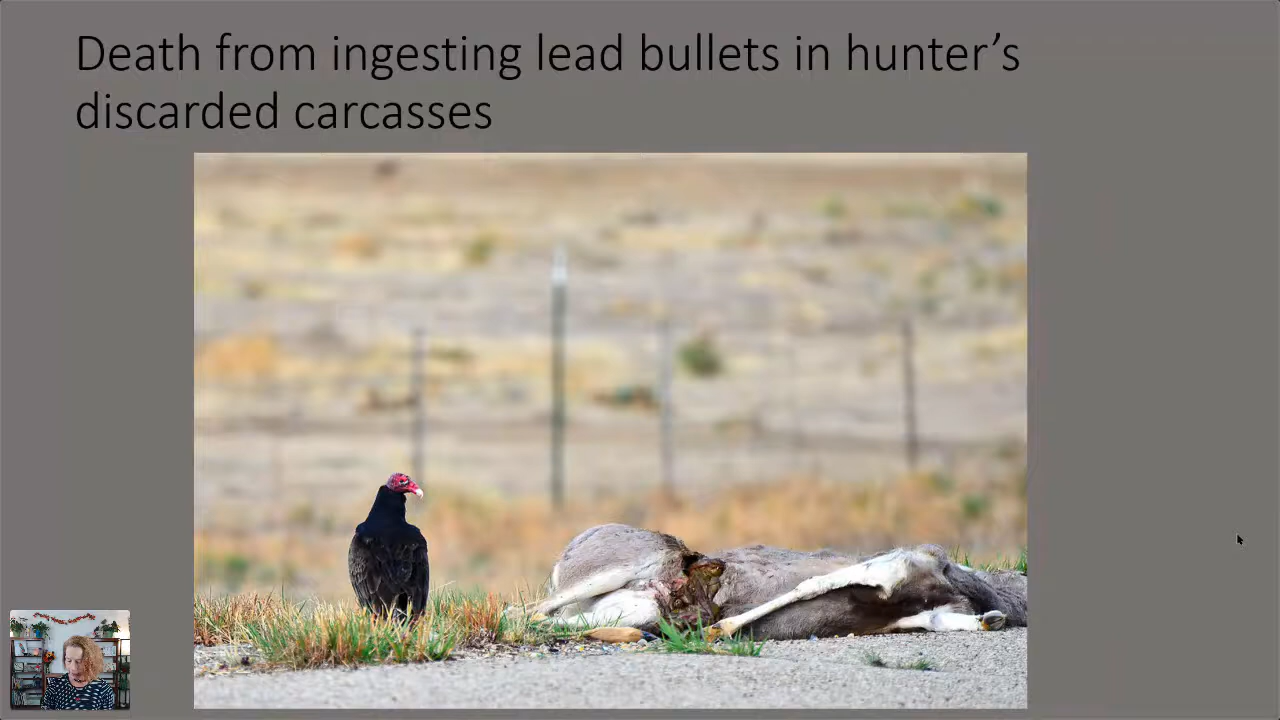 Death from ingesting lead bullets in hunter’s
discarded carcasses